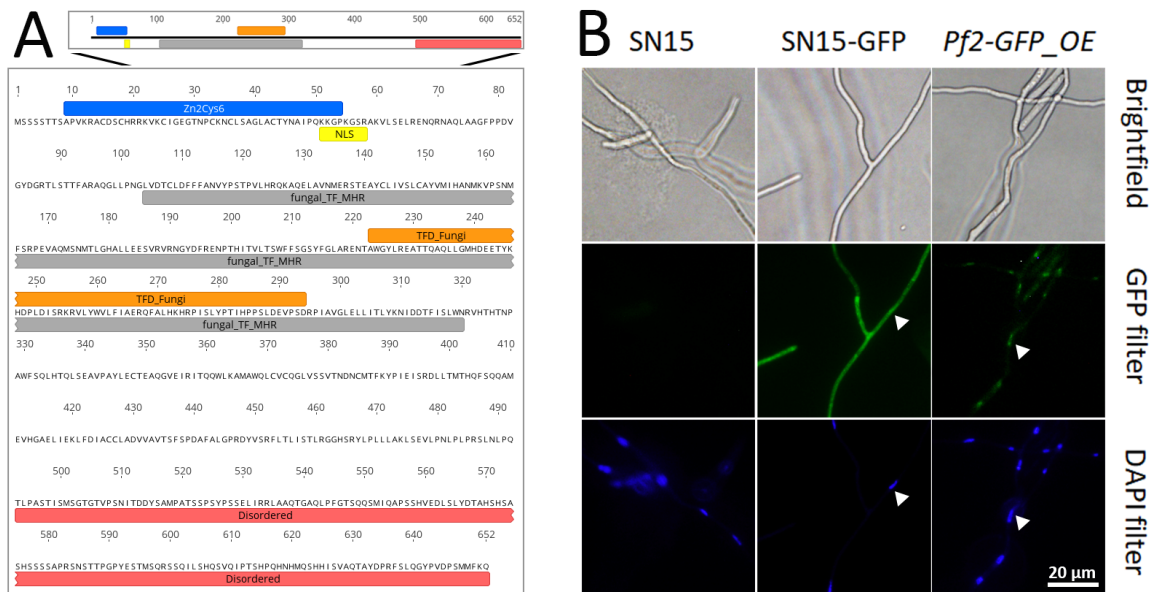 A
1 100 200 300 400 500 600 652
1 10 20 30 40 50 60 70 80
Zn2Cys6
MSSSSTTSAPVKRACDSCHRRKVKCIGEGTNPCKNCLSAGLACTYNAIPQKKGPKGSRAKVLSELRENQRNAQLAAGFPPDV
NLS
90 100 110 120 130 140 150 160
GYDGRTLSTTFARAQGLLPNGLVDTCLDFFFANVYPSTPVLHRQKAQELAVNMERSTEAYCLIVSLCAYVMIHANMKVPSNM
fungal_TF_MHR
170 180 190 200 210 220 230 240
TFD_Fungi
FSRPEVAQMSNMTLGHALLEESVRVRNGYDFRENPTHITVLTSWFFSGSYFGLARENTAWGYLREATTQAQLLGMHDEETYK
fungal_TF_MHR
250 260 270 280 290 300 310 320
TFD_Fungi
HDPLDISRKRVLYWVLFIAERQFALHKHRPISLYPTIHPPSLDEVPSDRPIAVGLELLITLYKNIDDTFISLWNRVHTHTNP
fungal_TF_MHR
330 340 350 360 370 380 390 400 410
AWFSQLHTQLSEAVPAYLECTEAQGVEIRITQQWLKAMAWQLCVCQGLVSSVTNDNCMTFKYPIEISRDLLTMTHQFSQQAM
420 430 440 450 460 470 480 490
EVHGAELIEKLFDIACCLADVVAVTSFSPDAFALGPRDYVSRFLTLISTLRGGHSRYLPLLLAKLSEVLPNLPLPRSLNLPQ
500 510 520 530 540 550 560 570
TLPASTISMSGTGTVPSNITDDYSAMPATSSPSYPSSELIRRLAAQTGAQLPFGTSQQSMIQAPSSHVEDLSLYDTAHSHSA
Disordered
580 590 600 610 620 630 640 652
SHSSSSAPRSNSTTPGPYESTMSQRSSQILSHQSVQIPTSHPQHNHMQSHHISVAQTAYDPRFSLQGYPVDPSMMFKQ
Disordered
B
SN15 SN15-GFP Pf2-GFP_OE
Brightfield
GFP filter
DAPI filter
20 µm